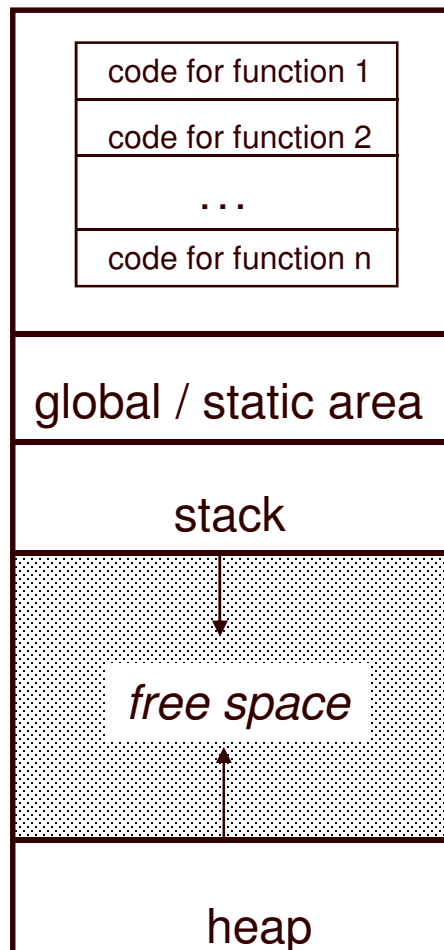 code for function 1
code for function 2
...
code for function n
global / static area
stack
free space
heap